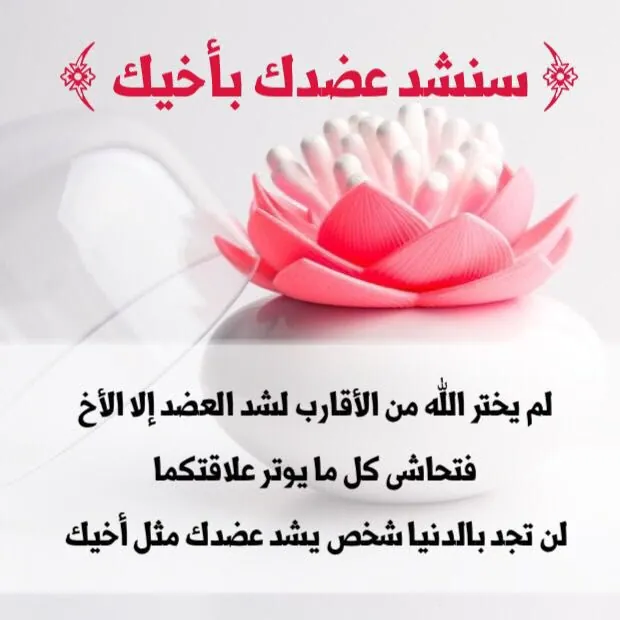 ﴿ سنشد عضدك بأخيك ﴾
لم يختر الله من الأقارب لشد العضد إلا الأخ
فتحاشى كل ما يوتر علاقتكما
لن تجد بالدنيا شخص يشد عضدك مثل أخيك